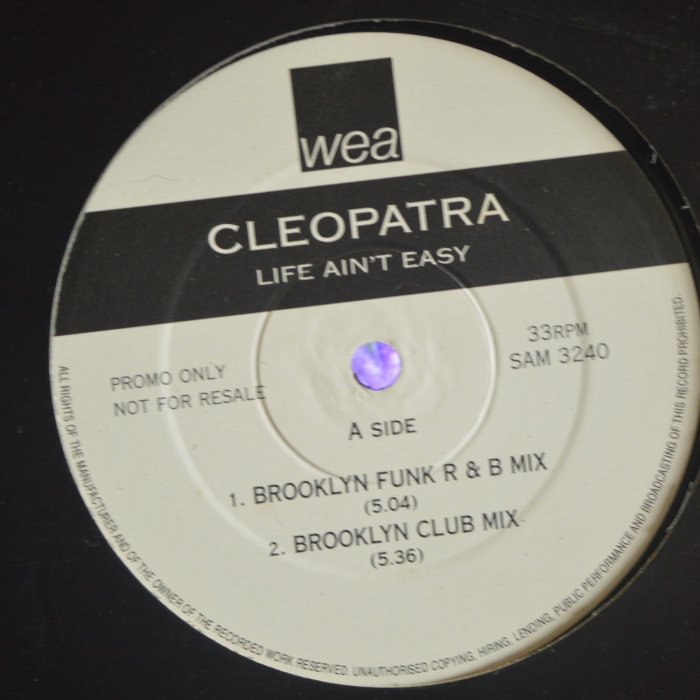 wea
CLEOPATRA
LIFE AIN'T EASY
33RPM
SAM 3240
PROMO ONLY
NOT FOR RESALE
A SIDE
1. BROOKLYN FUNK R & B MIX
(5.04)
2. BROOKLYN CLUB MIX
(5.36)
ALL RIGHTS OF THE MANUFACTURER AND OF THE OWNER OF THE RECORDED WORK RESERVED. UNAUTHORISED COPYING, HIRING, LENDING, PUBLIC PERFORMANCE AND BROADCASTING OF THIS RECORD PROHIBITED.